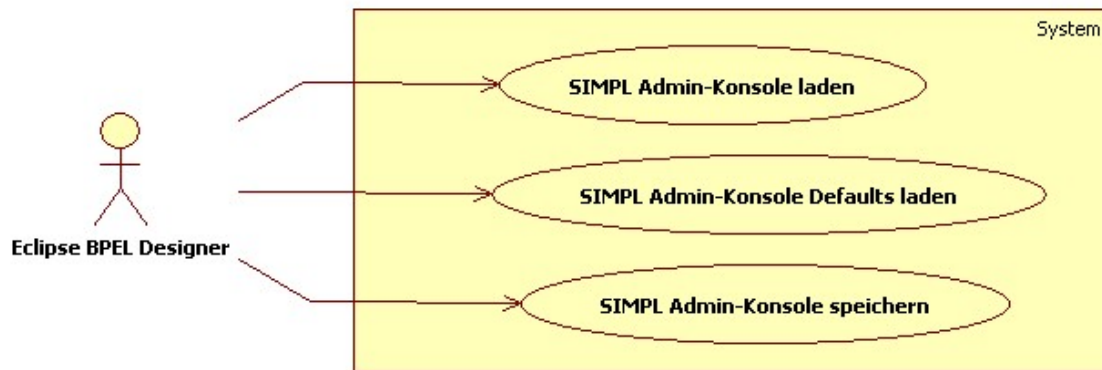 System
SIMPL Admin-Konsole laden
SIMPL Admin-Konsole Defaults laden
Eclipse BPEL Designer
SIMPL Admin-Konsole speichern